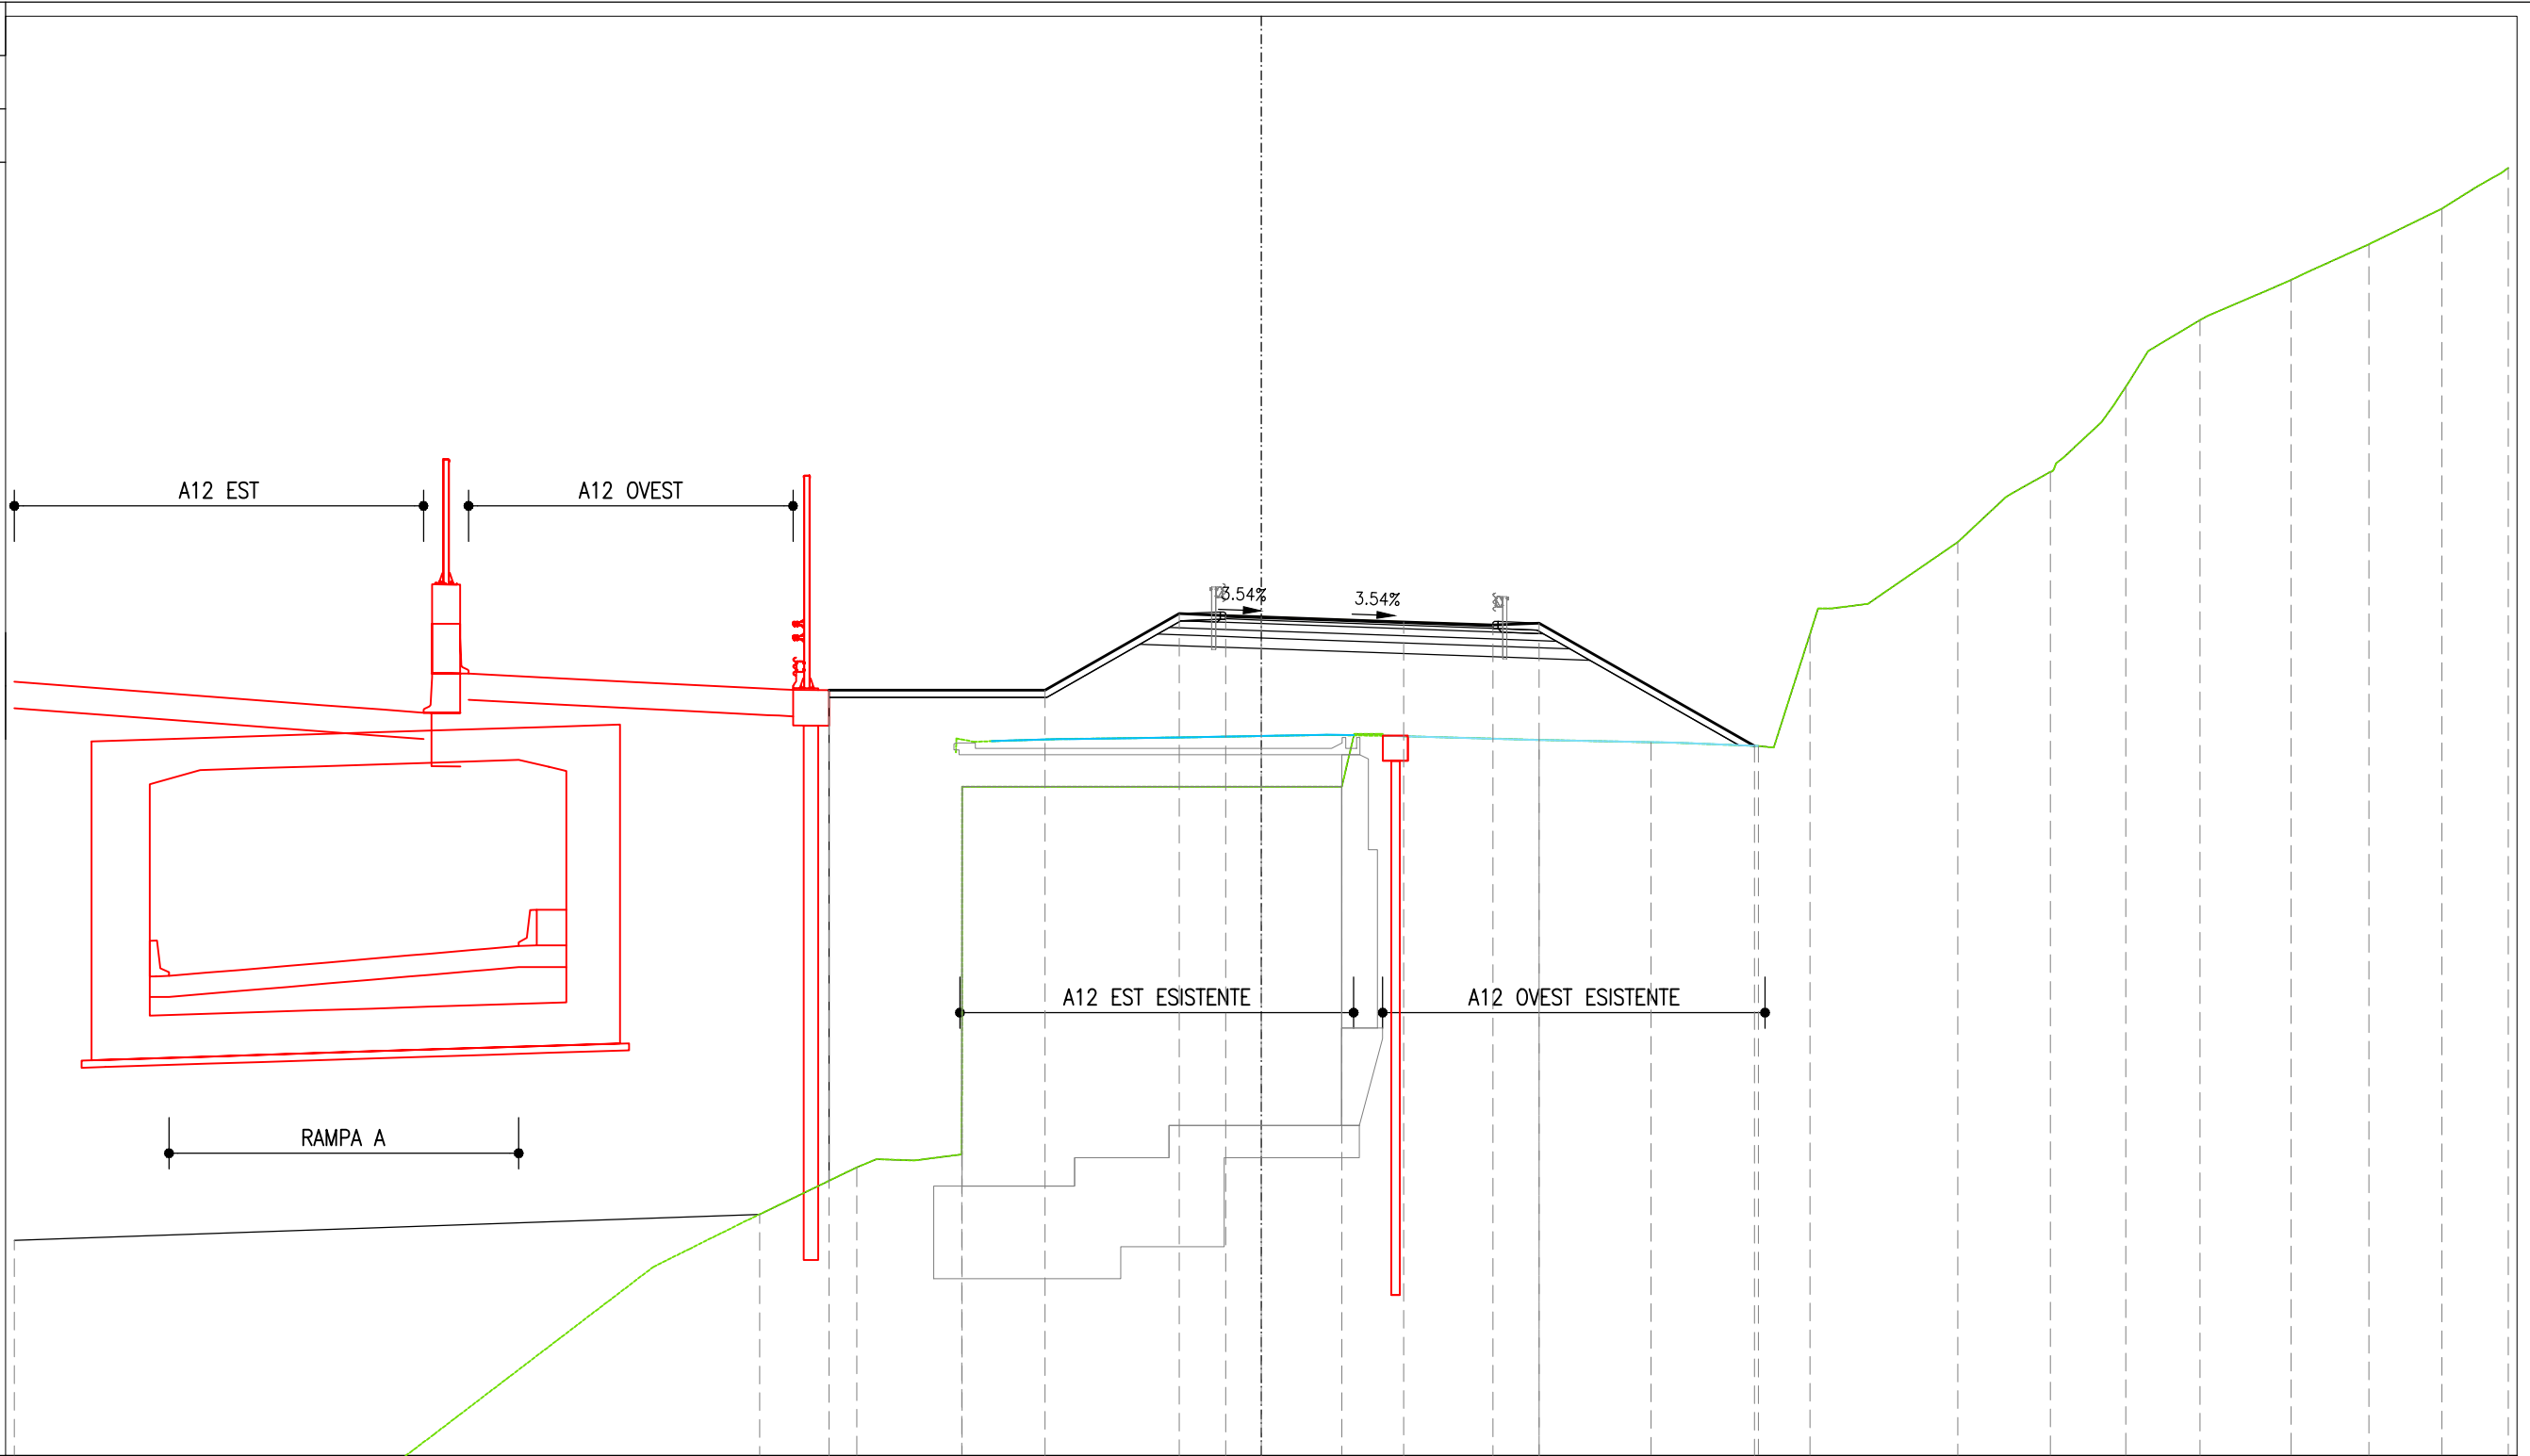 A12 EST
A12 OVEST
3.54%
3.54%
A12 EST ESISTENTE
A12 OVEST ESISTENTE
RAMPA A